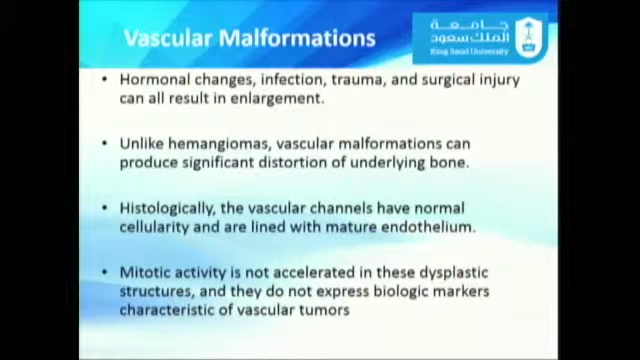 Vascular Malformations
جامعة
الملك سعود
King Saud University
• Hormonal changes, infection, trauma, and surgical injury
can all result in enlargement.
• Unlike hemangiomas, vascular malformations can
produce significant distortion of underlying bone.
• Histologically, the vascular channels have normal
cellularity and are lined with mature endothelium.
• Mitotic activity is not accelerated in these dysplastic
structures, and they do not express biologic markers
characteristic of vascular tumors